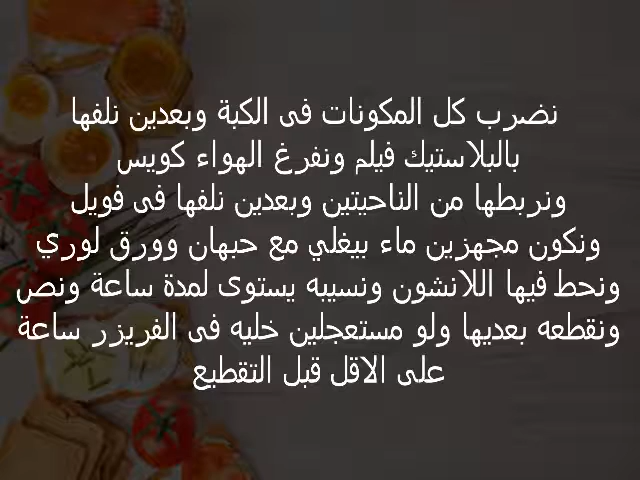 نضرب كل المكونات فى الكبة وبعدين نلفها
بالبلاستيك فيلم ونفرغ الهواء كويس
ونربطها من الناحيتين وبعدين نلفها فى فويل
ونكون مجهزين ماء بيغلي مع حبهان وورق لوري
ونحط فيها اللانشون ونسيبه يستوى لمدة ساعة ونص
ونقطعه بعديها ولو مستعجلين خليه فى الفريزر ساعة
على الاقل قبل التقطيع